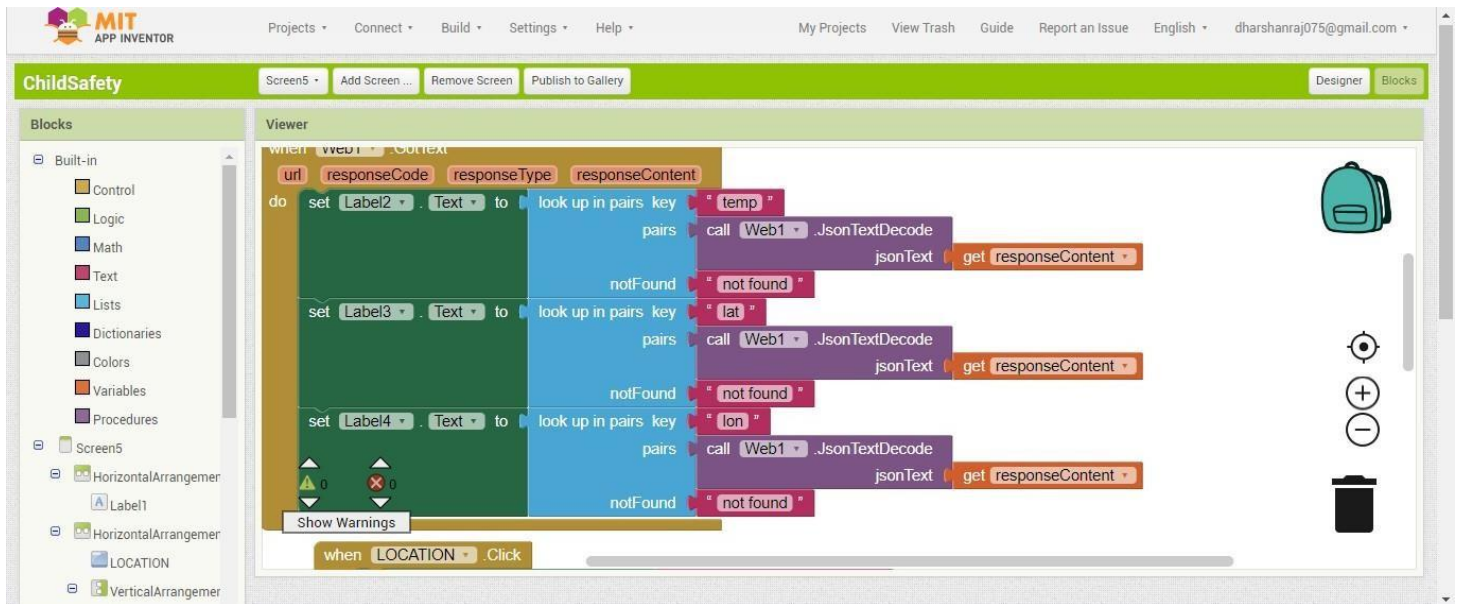 MIT
APP INVENTOR
Projects Connect Build Settings Help My Projects View Trash Guide Report an Issue English dharshanraj075@gmail.com
ChildSafety Screen5 Add Screen ... Remove Screen Publish to Gallery Designer Blocks
Blocks Viewer
Built-in
Control
Logic
Math
Text
Lists
Dictionaries
Colors
Variables
Procedures
Screen5
HorizontalArrangemer
A Label1
HorizontalArrangemer
LOCATION
VerticalArrangemer
when Web1 .GotText
url responseCode responseType responseContent
do set Label2 . Text to look up in pairs key " temp "
pairs call Web1 .JsonTextDecode
jsonText get responseContent
notFound " not found "
set Label3 . Text to look up in pairs key " lat "
pairs call Web1 .JsonTextDecode
jsonText get responseContent
notFound " not found "
set Label4 . Text to look up in pairs key " lon "
pairs call Web1 .JsonTextDecode
jsonText get responseContent
0 0
notFound " not found "
Show Warnings
when LOCATION .Click